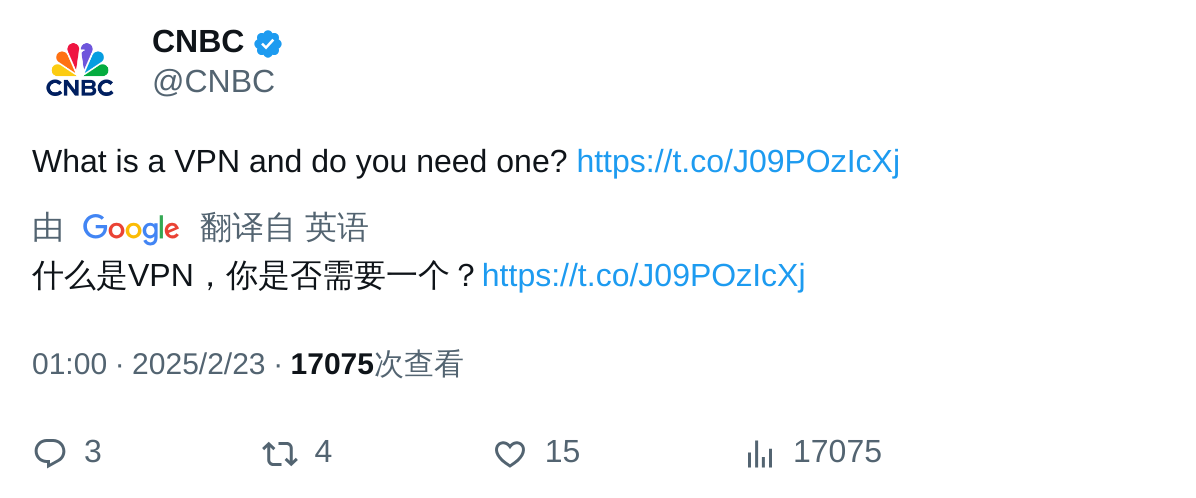 CNBC
CNBC
@CNBC
What is a VPN and do you need one? https://t.co/J09POzIcXj
由 Google 翻译自 英语
什么是VPN，你是否需要一个？https://t.co/J09POzIcXj
01:00 · 2025/2/23 · 17075次查看
3 4 15 17075